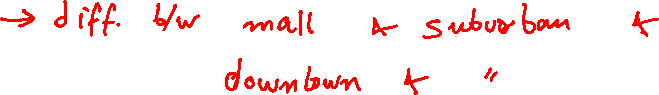 → diff. b/w mall & suburban &
downtown & "